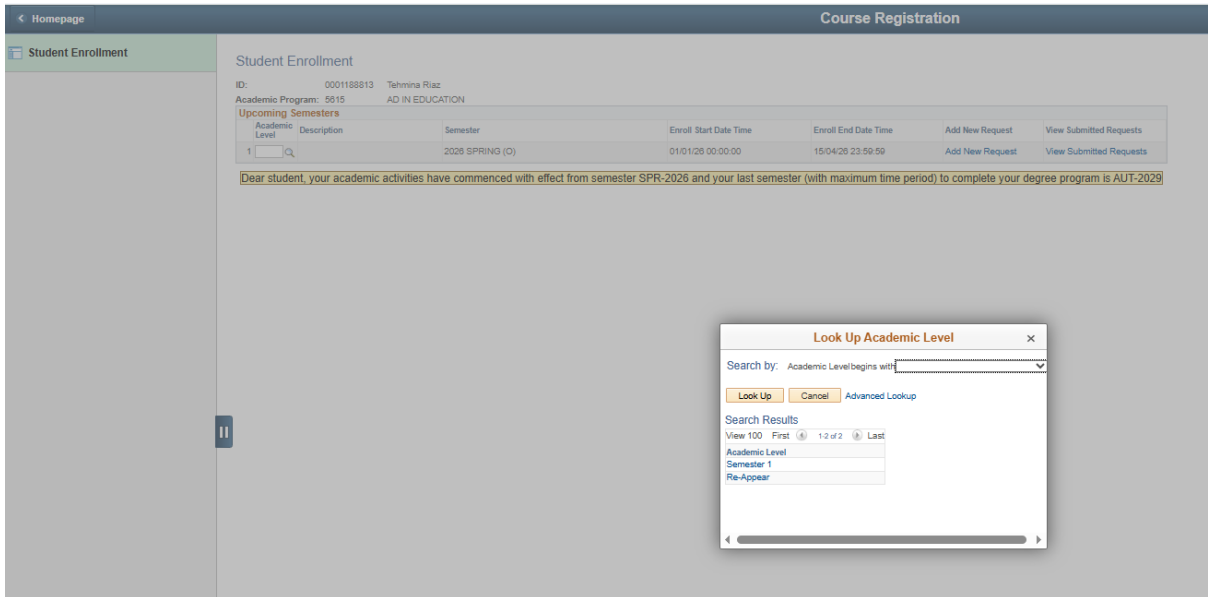 Homepage
Course Registration
Student Enrollment
Student Enrollment
ID: 0001188813 Tehmina Riaz
Academic Program: 5615 AD IN EDUCATION
Upcoming Semesters
Academic Level Description Semester Enroll Start Date Time Enroll End Date Time Add New Request View Submitted Requests
1 2026 SPRING (O) 01/01/26 00:00:00 15/04/26 23:59:59 Add New Request View Submitted Requests
Dear student, your academic activities have commenced with effect from semester SPR-2026 and your last semester (with maximum time period) to complete your degree program is AUT-2029
Look Up Academic Level ×
Search by: Academic Level begins with
Look Up Cancel Advanced Lookup
Search Results
View 100 First 1-2 of 2 Last
Academic Level
Semester 1
Re-Appear